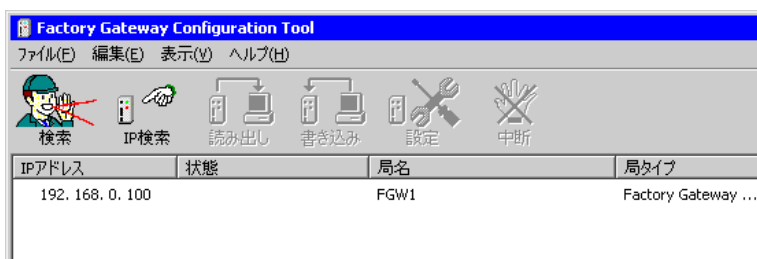 Factory Gateway Configuration Tool
ファイル(F) 編集(E) 表示(V) ヘルプ(H)
検索 IP検索 読み出し 書き込み 設定 中断
IPアドレス 状態 局名 局タイプ
192.168.0.100 FGW1 Factory Gateway ...